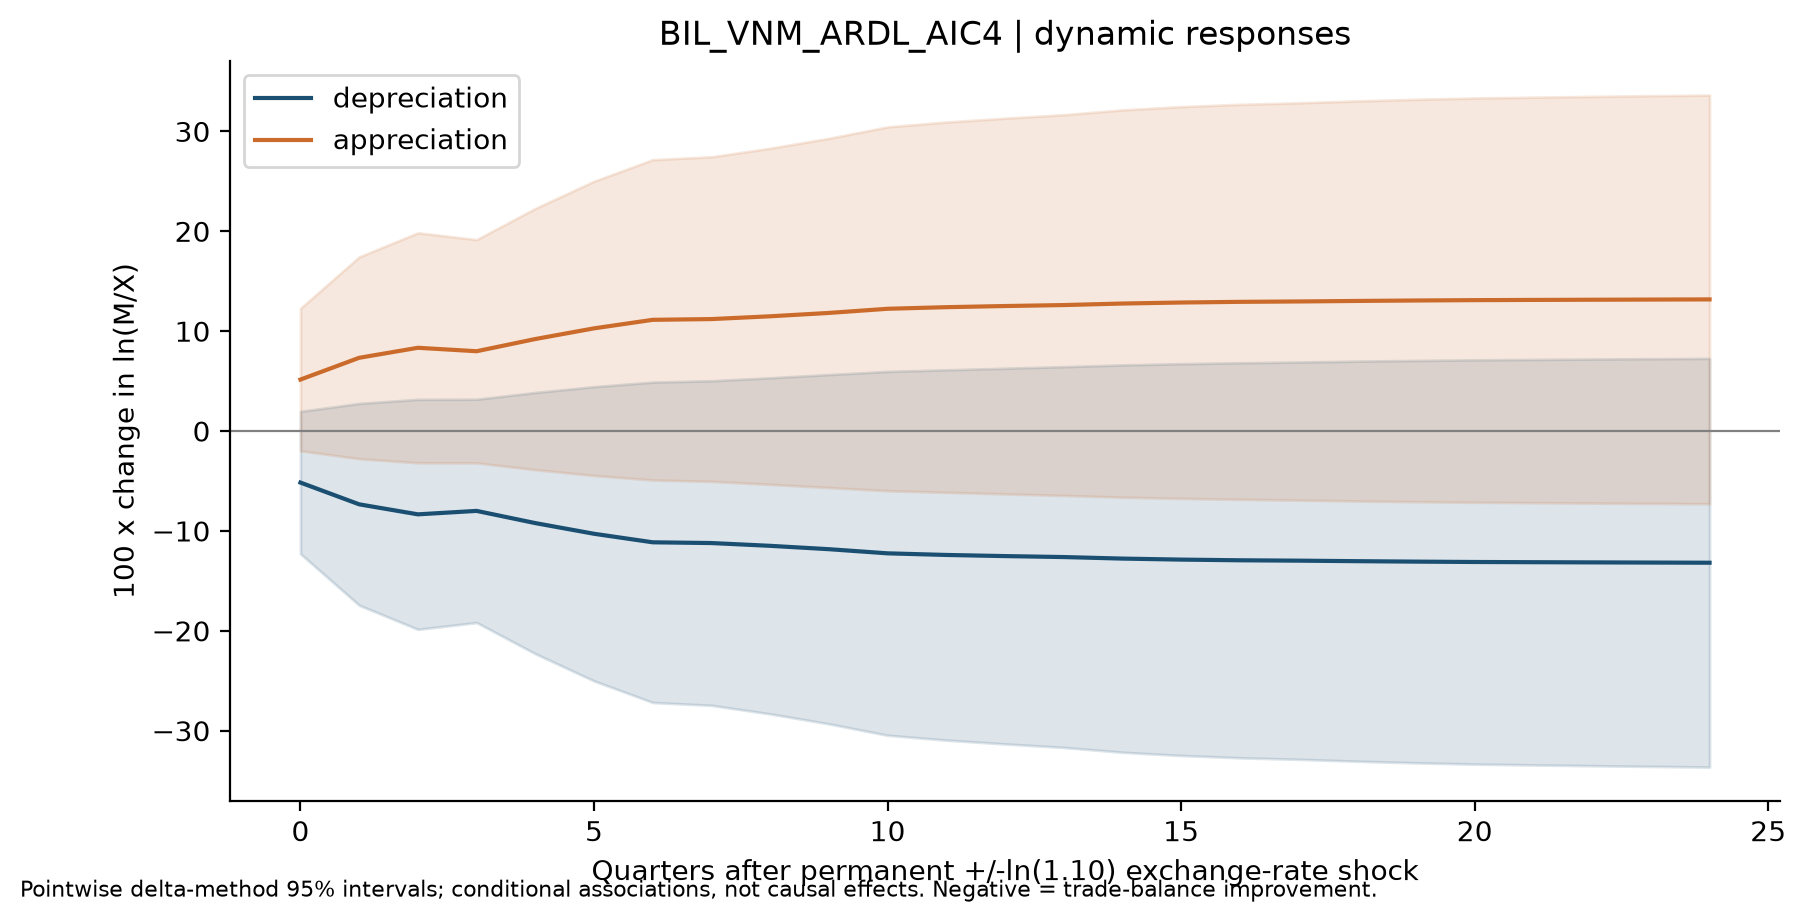 BIL_VNM_ARDL_AIC4 | dynamic responses
depreciation
appreciation
100 x change in ln(M/X)
30
20
10
0
−10
−20
−30
0 5 10 15 20 25
Quarters after permanent +/-ln(1.10) exchange-rate shock
Pointwise delta-method 95% intervals; conditional associations, not causal effects. Negative = trade-balance improvement.